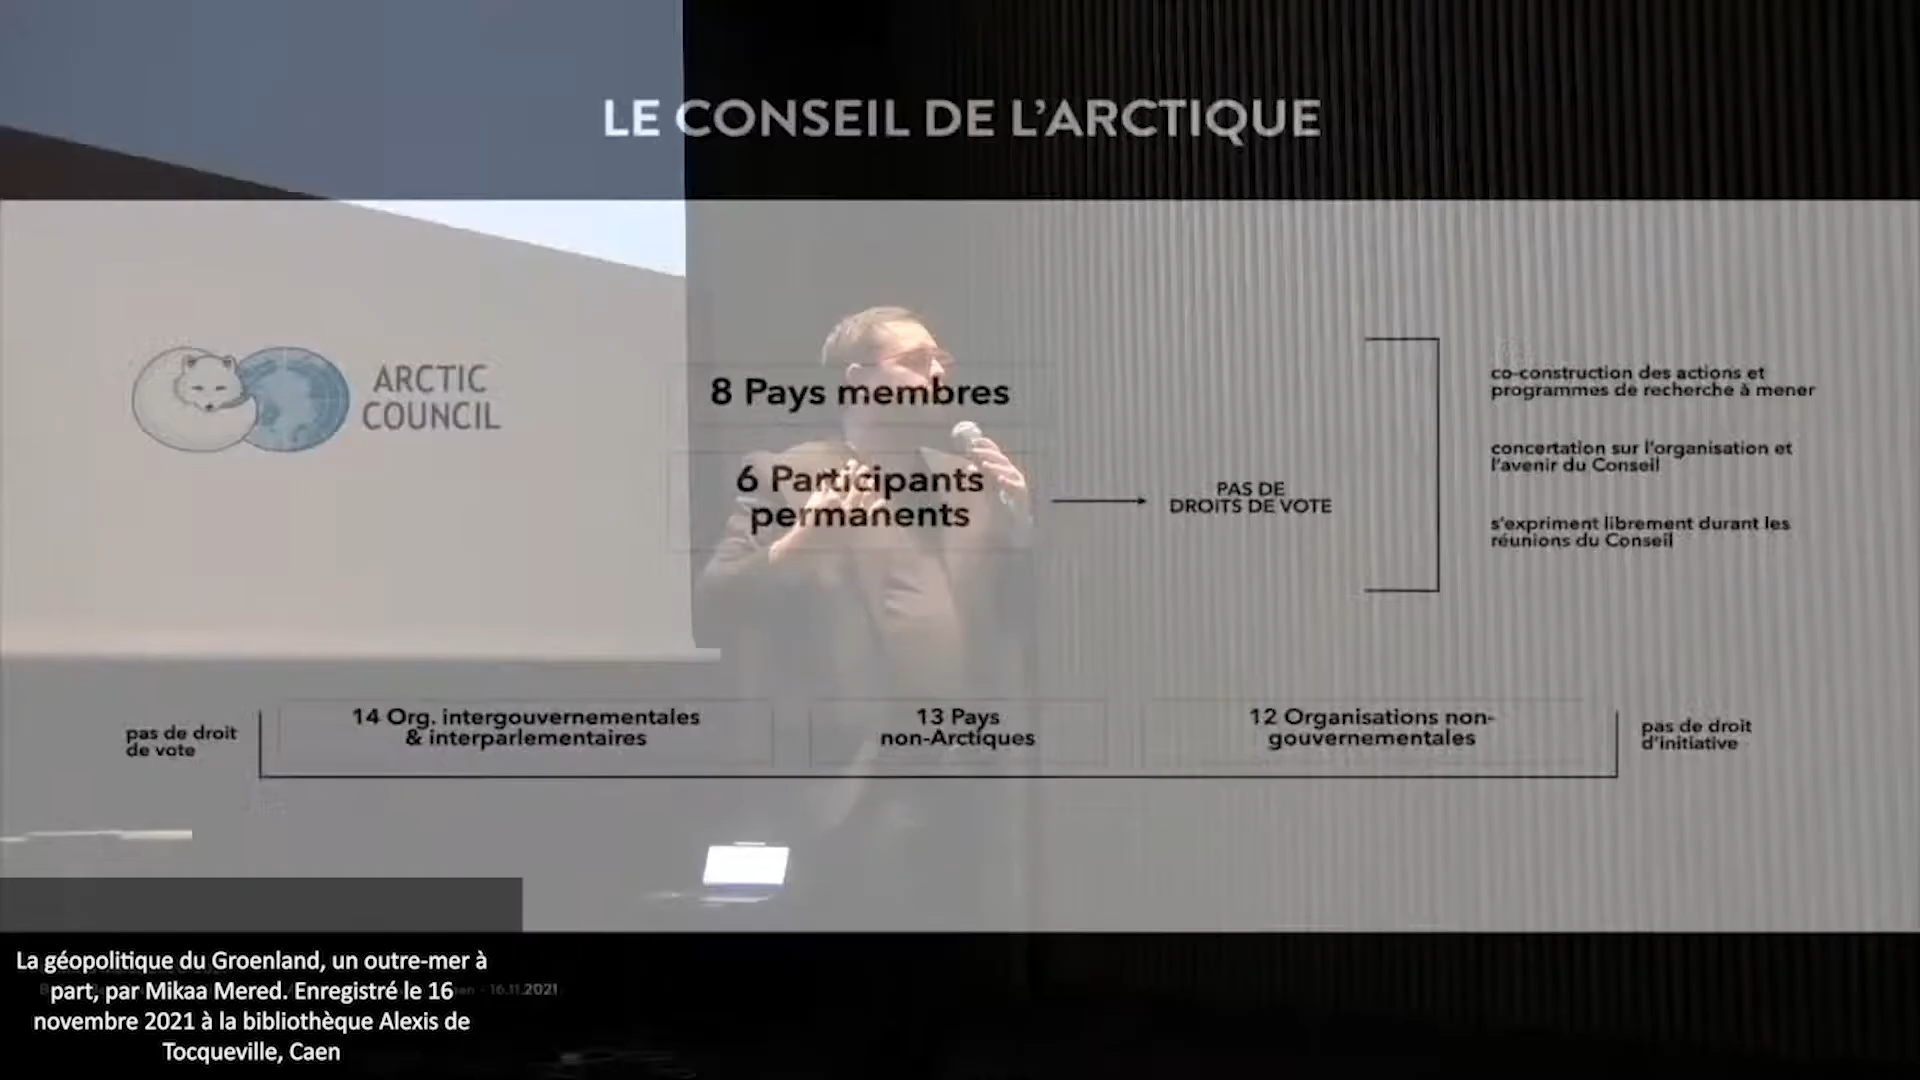 LE CONSEIL DE L'ARCTIQUE
ARCTIC
COUNCIL
8 Pays membres
6 Participants
permanents
PAS DE
DROITS DE VOTE
co-construction des actions et
programmes de recherche à mener
concertation sur l'organisation et
l'avenir du Conseil
s'expriment librement durant les
réunions du Conseil
pas de droit
de vote
14 Org. intergouvernementales
& interparlementaires
13 Pays
non-Arctiques
12 Organisations non-
gouvernementales
pas de droit
d'initiative
La géopolitique du Groenland, un outre-mer à
part, par Mikaa Mered. Enregistré le 16
novembre 2021 à la bibliothèque Alexis de
Tocqueville, Caen
- 16.11.2021